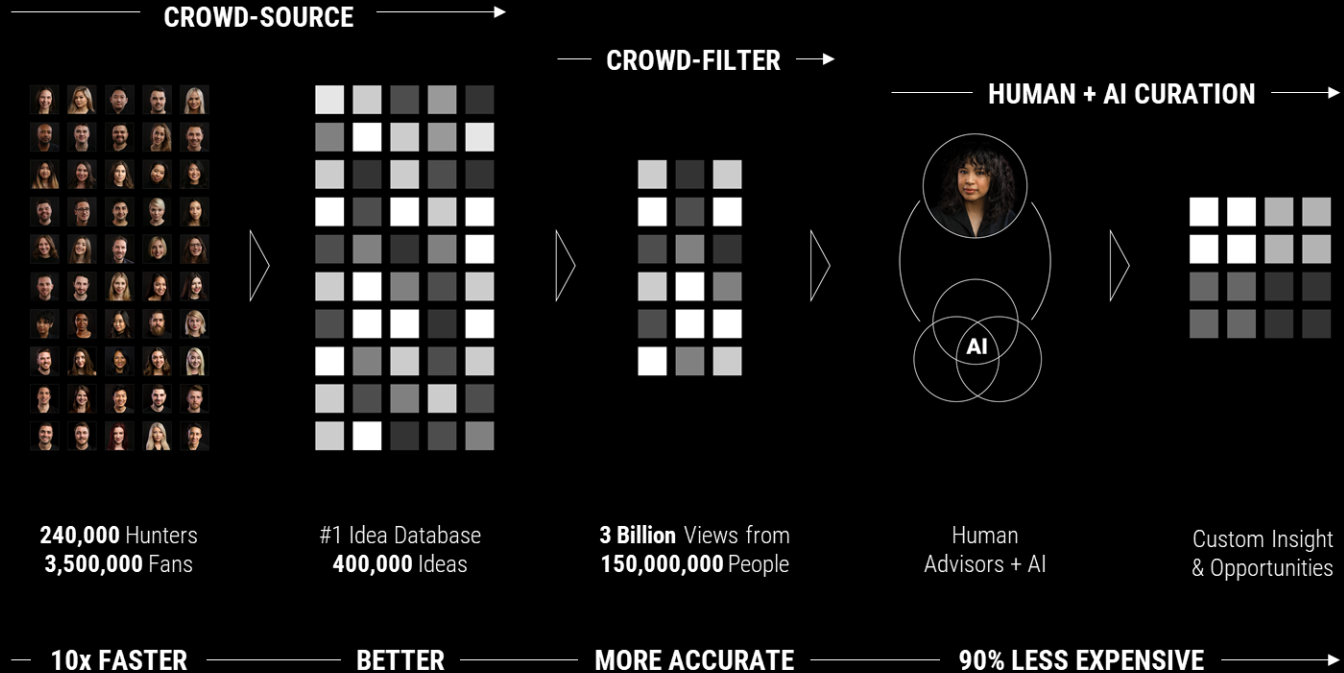 CROWD-SOURCE
CROWD-FILTER
HUMAN + AI CURATION
AI
240,000 Hunters
3,500,000 Fans
#1 Idea Database
400,000 Ideas
3 Billion Views from
150,000,000 People
Human
Advisors + AI
Custom Insight
& Opportunities
10x FASTER
BETTER
MORE ACCURATE
90% LESS EXPENSIVE